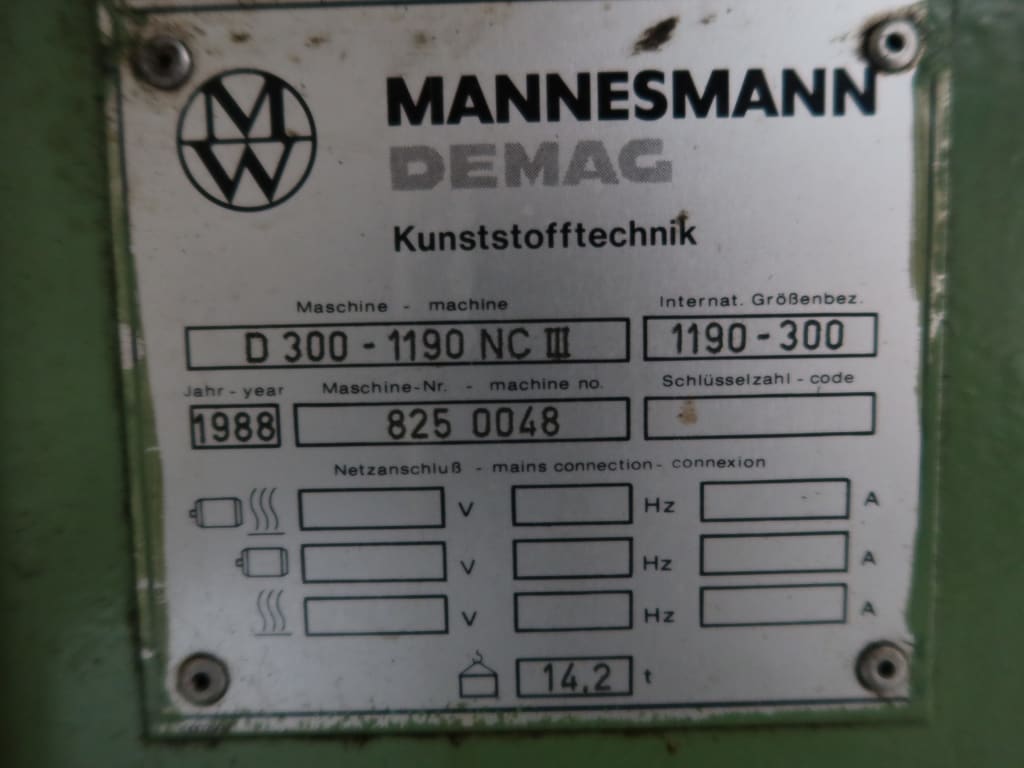 MW
MANNESMANN
DEMAG
Kunststofftechnik
Maschine - machine Internat. Größenbez.
D 300 - 1190 NC III 1190 - 300
Jahr - year Maschine-Nr. - machine no. Schlüsselzahl - code
1988 825 0048
Netzanschluß - mains connection - connexion
V Hz A
V Hz A
V Hz A
14,2 t